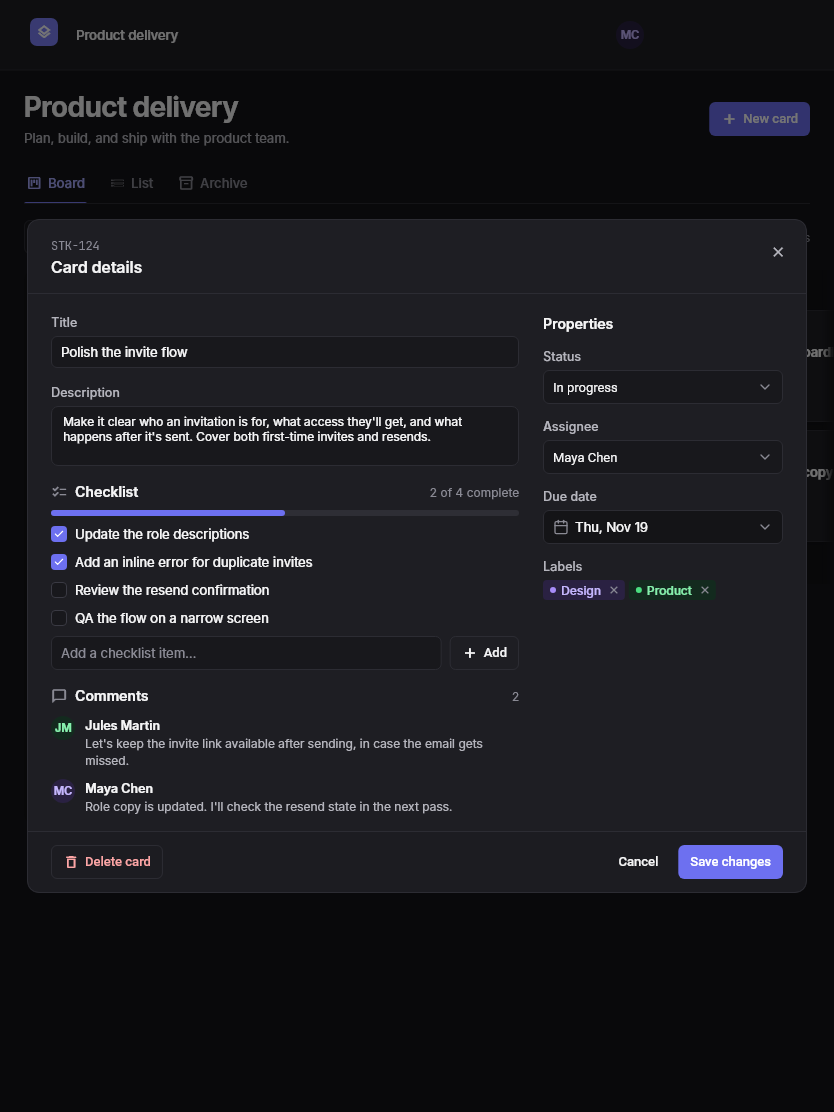 Product delivery
MC
Product delivery
Plan, build, and ship with the product team.
New card
Board
List
Archive
STK-124
Card details
Title
Polish the invite flow
Description
Make it clear who an invitation is for, what access they'll get, and what
happens after it's sent. Cover both first-time invites and resends.
Checklist
2 of 4 complete
Update the role descriptions
Add an inline error for duplicate invites
Review the resend confirmation
QA the flow on a narrow screen
Add a checklist item...
Add
Comments
2
JM
Jules Martin
Let's keep the invite link available after sending, in case the email gets
missed.
MC
Maya Chen
Role copy is updated. I'll check the resend state in the next pass.
Properties
Status
In progress
Assignee
Maya Chen
Due date
Thu, Nov 19
Labels
Design
Product
Delete card
Cancel
Save changes
copy